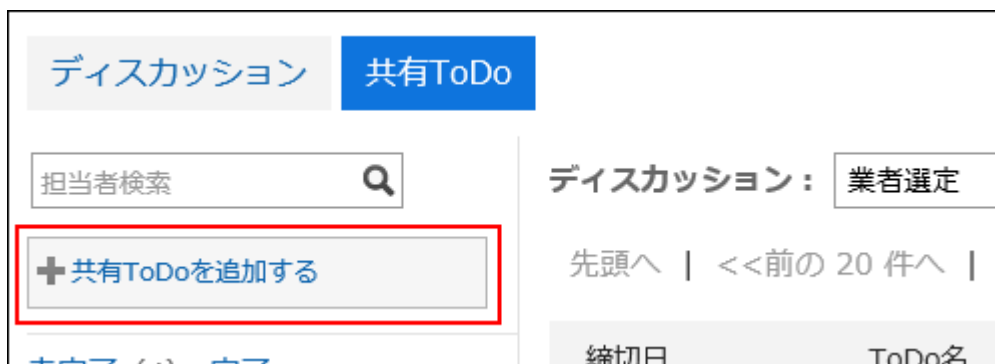 ディスカッション
共有ToDo
担当者検索
ディスカッション：
業者選定
共有ToDoを追加する
先頭へ | <<前の 20 件へ |
締切日
ToDo名